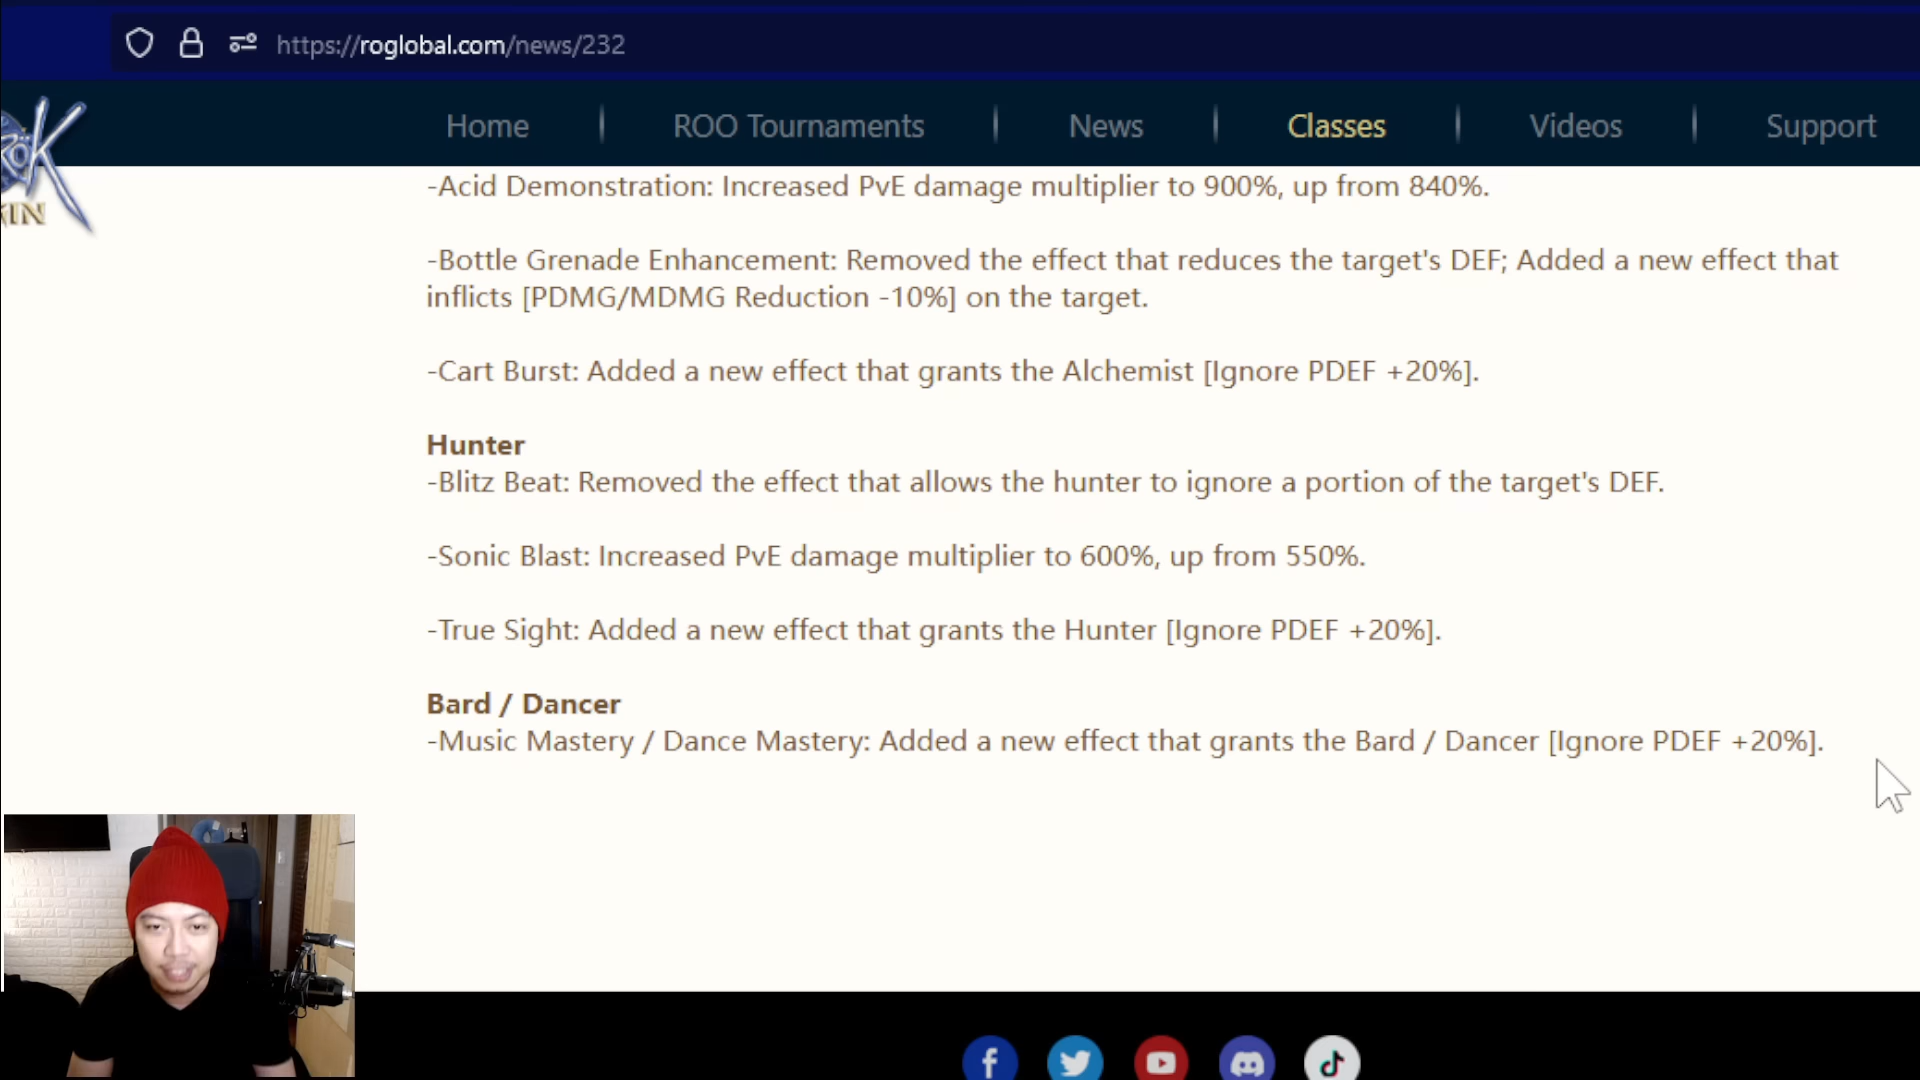 https://roglobal.com/news/232
Home
ROO Tournaments
News
Classes
Videos
Support
-Acid Demonstration: Increased PvE damage multiplier to 900%, up from 840%.
-Bottle Grenade Enhancement: Removed the effect that reduces the target's DEF; Added a new effect that
inflicts [PDMG/MDMG Reduction -10%] on the target.
-Cart Burst: Added a new effect that grants the Alchemist [Ignore PDEF +20%].
Hunter
-Blitz Beat: Removed the effect that allows the hunter to ignore a portion of the target's DEF.
-Sonic Blast: Increased PvE damage multiplier to 600%, up from 550%.
-True Sight: Added a new effect that grants the Hunter [Ignore PDEF +20%].
Bard / Dancer
-Music Mastery / Dance Mastery: Added a new effect that grants the Bard / Dancer [Ignore PDEF +20%].